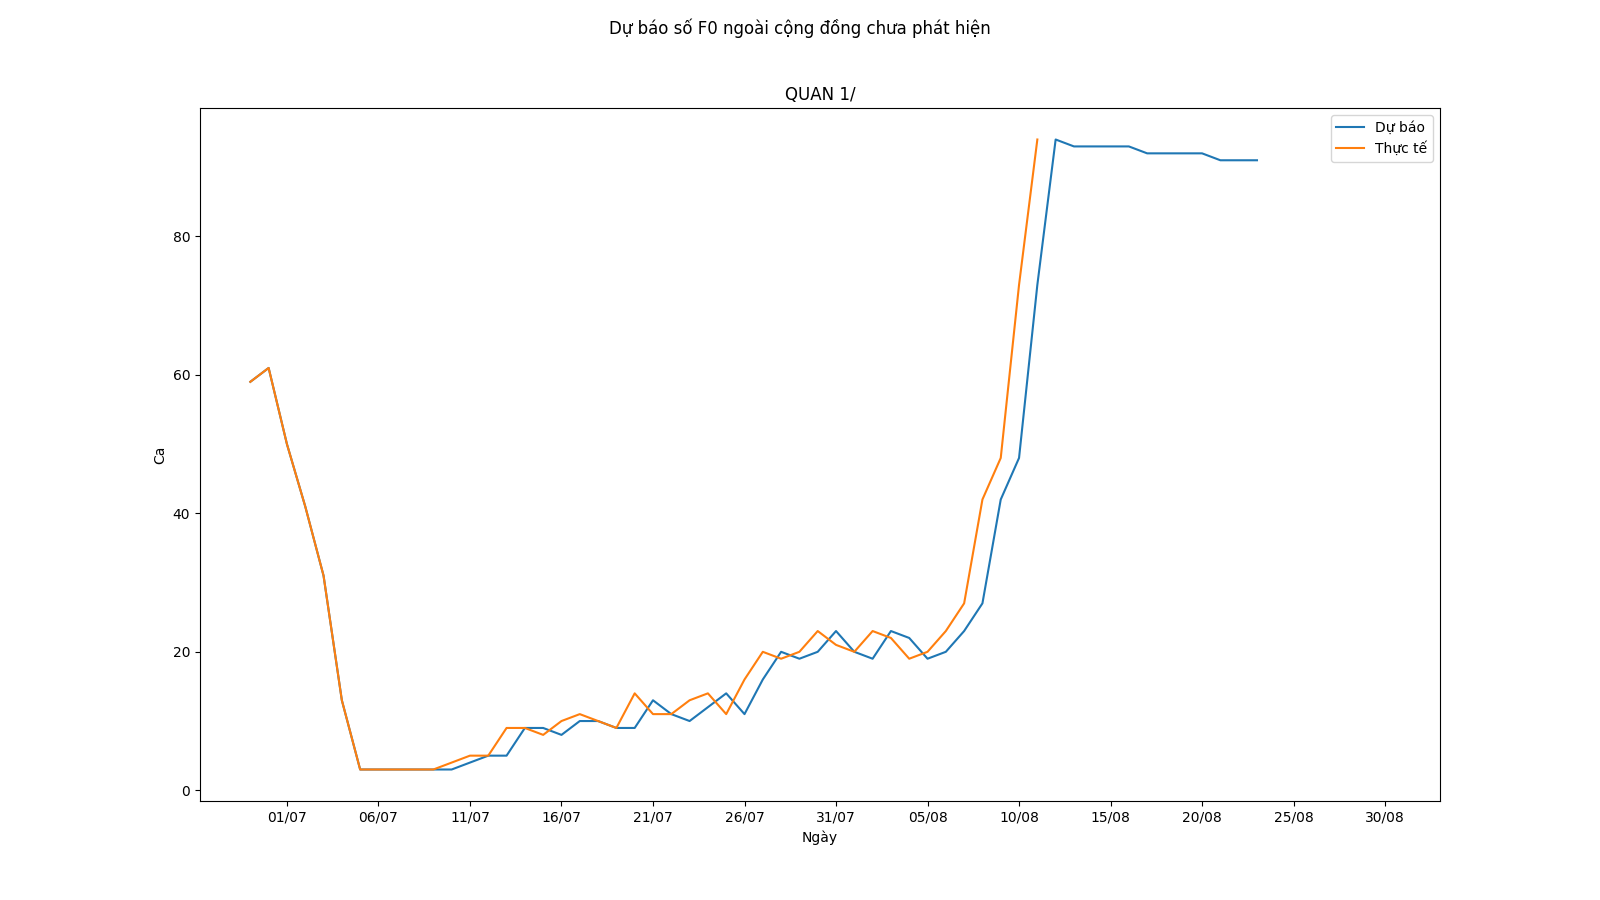 Dự báo số F0 ngoài cộng đồng chưa phát hiện
QUAN 1/
Dự báo
Thực tế
80
60
40
20
0
Ca
01/07 06/07 11/07 16/07 21/07 26/07 31/07 05/08 10/08 15/08 20/08 25/08 30/08
Ngày